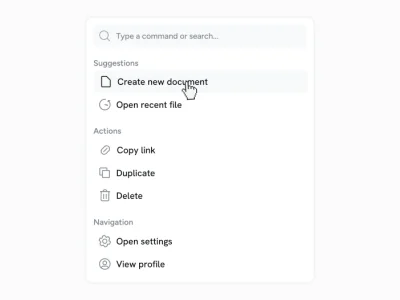 Type a command or search...
Suggestions
Create new document
Open recent file
Actions
Copy link
Duplicate
Delete
Navigation
Open settings
View profile